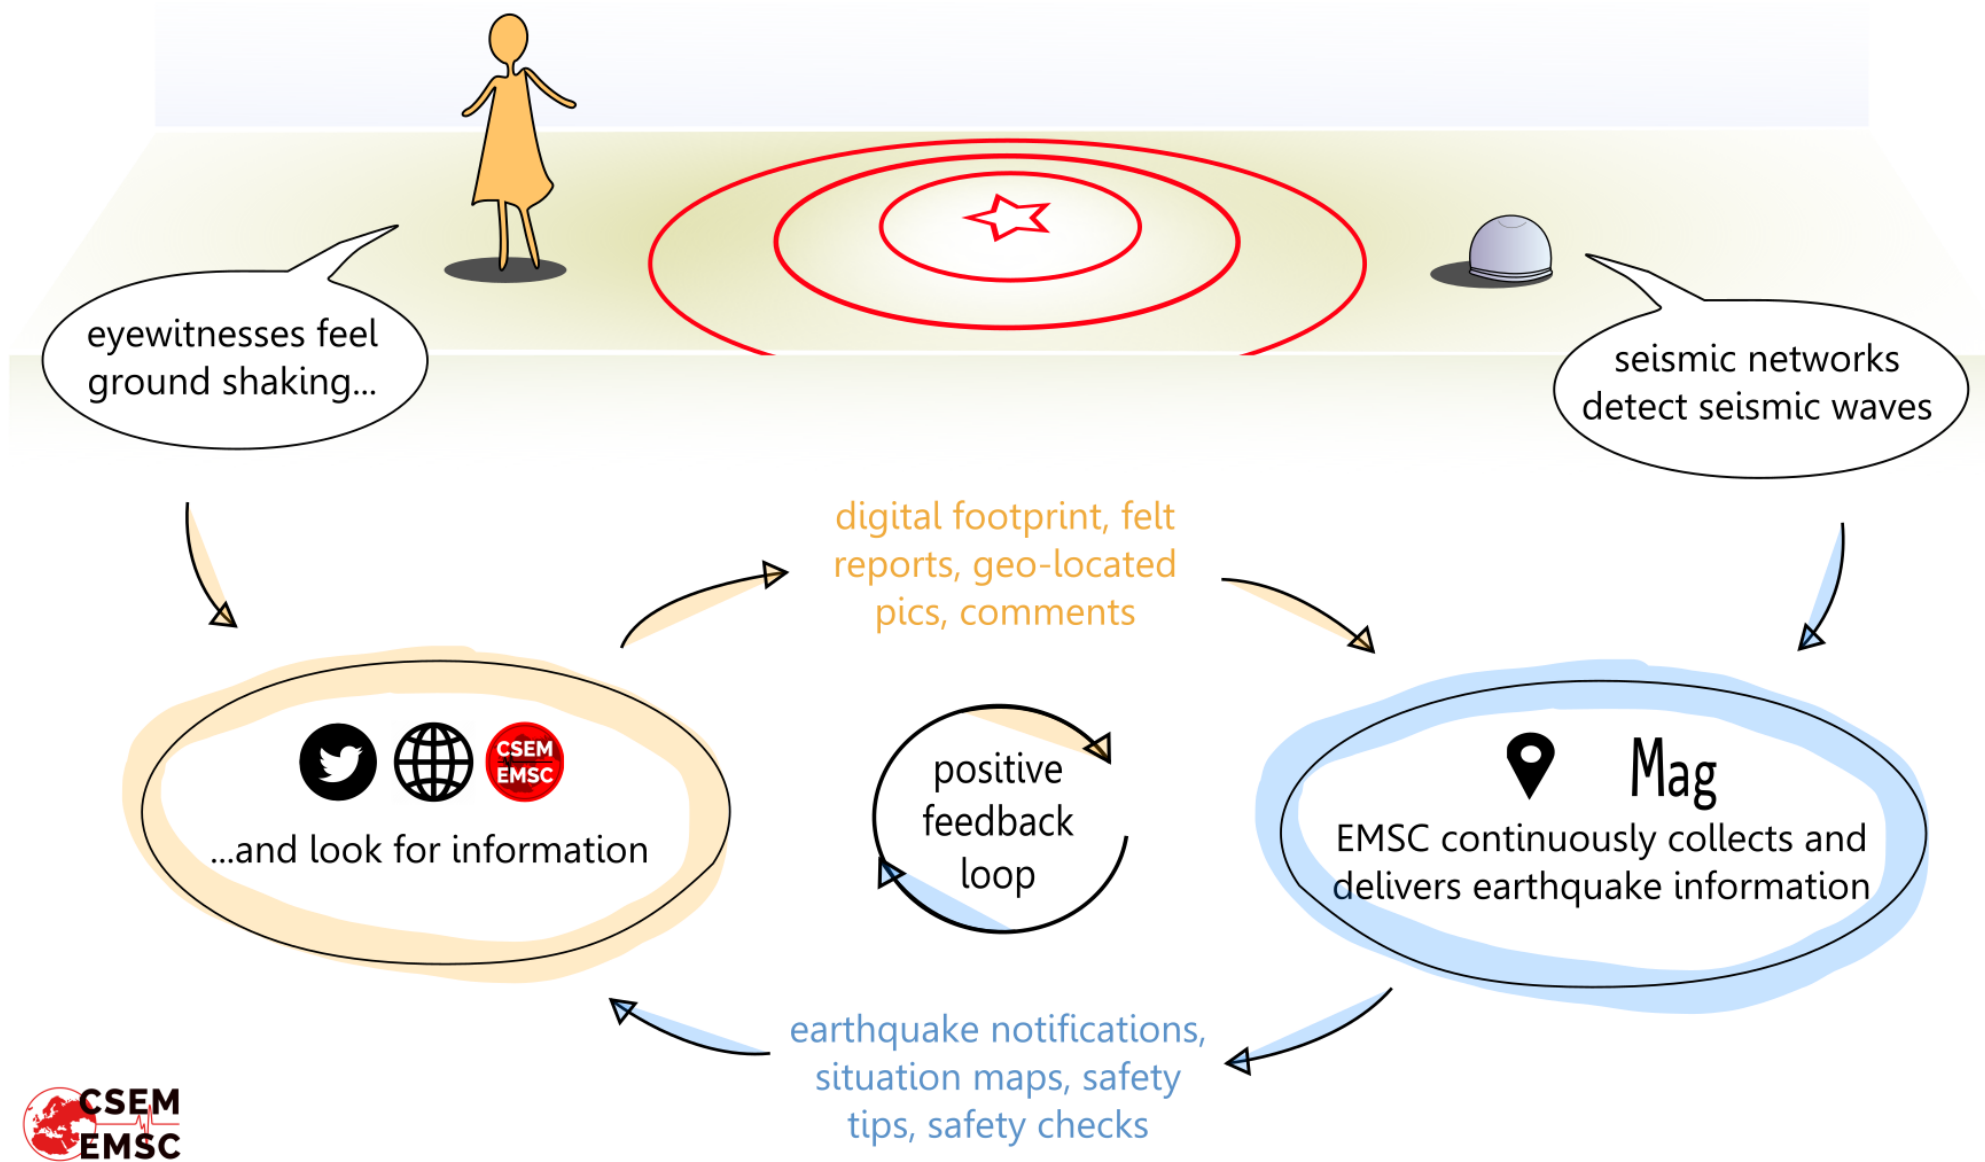 eyewitnesses feel
ground shaking...
seismic networks
detect seismic waves
digital footprint, felt
reports, geo-located
pics, comments
CSEM
EMSC
...and look for information
positive
feedback
loop
Mag
EMSC continuously collects and
delivers earthquake information
earthquake notifications,
situation maps, safety
tips, safety checks
CSEM
EMSC